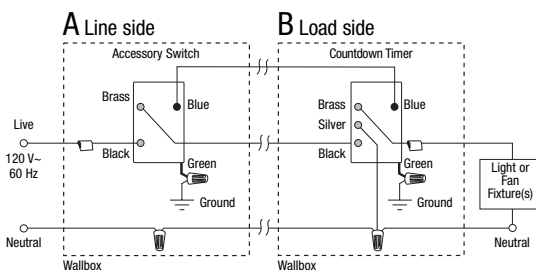 A Line side
B Load side
Accessory Switch
Countdown Timer
Brass
Blue
Brass
Blue
Live
Silver
120 V~
60 Hz
Black
Black
Green
Green
Light or
Fan
Fixture(s)
Ground
Ground
Neutral
Neutral
Wallbox
Wallbox